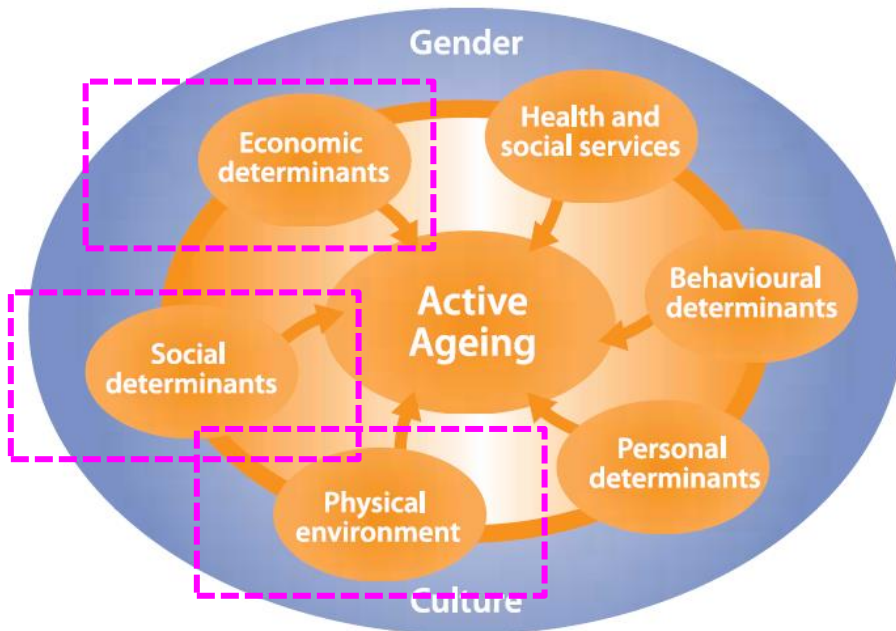 Gender
Economic
determinants
Health and
social services
Active
Ageing
Behavioural
determinants
Social
determinants
Personal
determinants
Physical
environment
Culture